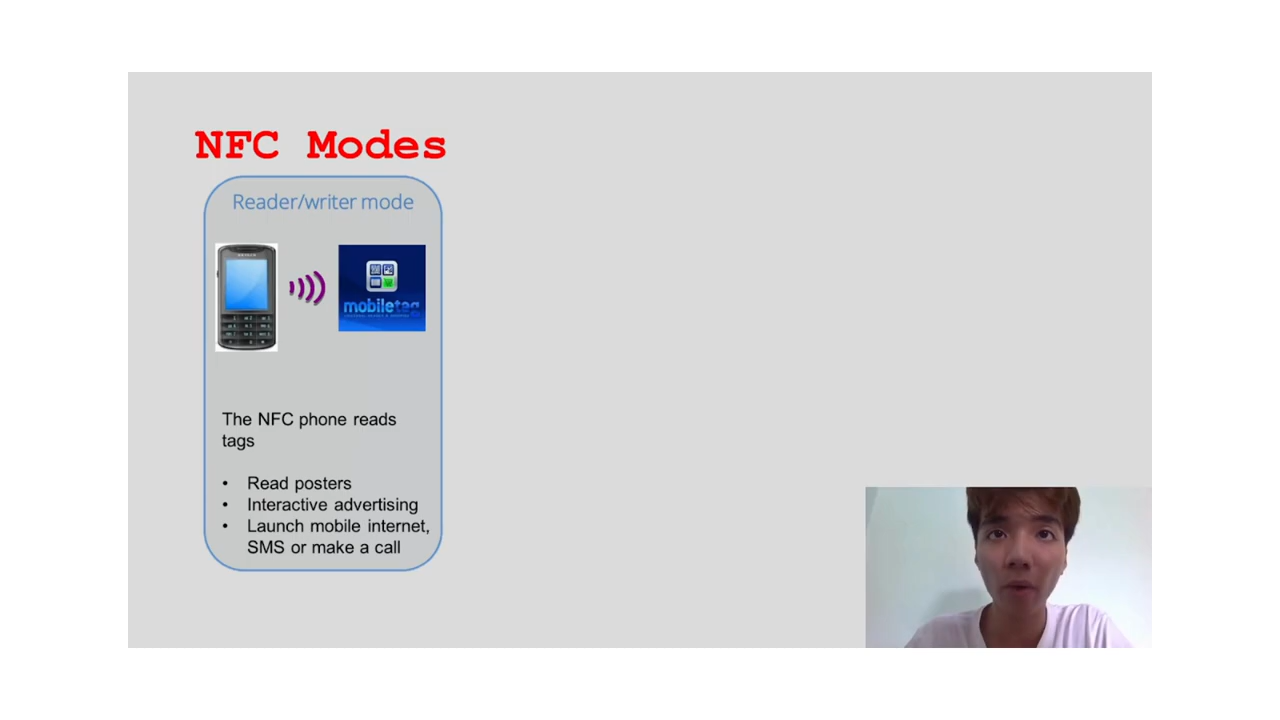 NFC Modes
Reader/writer mode
mobiletag
The NFC phone reads
tags
• Read posters
• Interactive advertising
• Launch mobile internet,
SMS or make a call